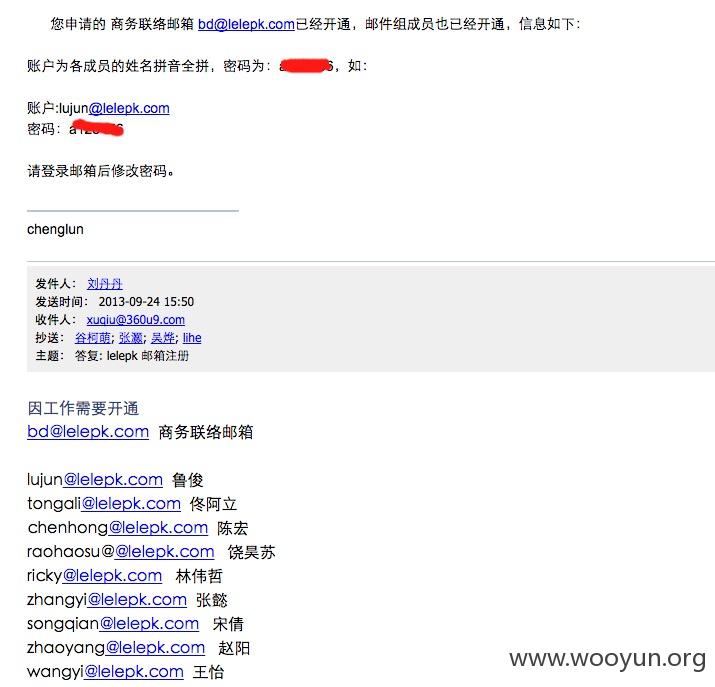 您申请的 商务联络邮箱 bd@lelepk.com已经开通，邮件组成员也已经开通，信息如下：
账户为各成员的姓名拼音全拼，密码为： ，如：
账户:lujun@lelepk.com
密码：
请登录邮箱后修改密码。
chenglun
发件人： 刘丹丹
发送时间： 2013-09-24 15:50
收件人： xuqiu@360u9.com
抄送： 谷柯萌; 张灏; 吴烨; lihe
主题： 答复: lelepk 邮箱注册
因工作需要开通
bd@lelepk.com 商务联络邮箱
lujun@lelepk.com 鲁俊
tongali@lelepk.com 佟阿立
chenhong@lelepk.com 陈宏
raohaosu@@lelepk.com 饶昊苏
ricky@lelepk.com 林伟哲
zhangyi@lelepk.com 张懿
songqian@lelepk.com 宋倩
zhaoyang@lelepk.com 赵阳
wangyi@lelepk.com 王怡
www.wooyun.org